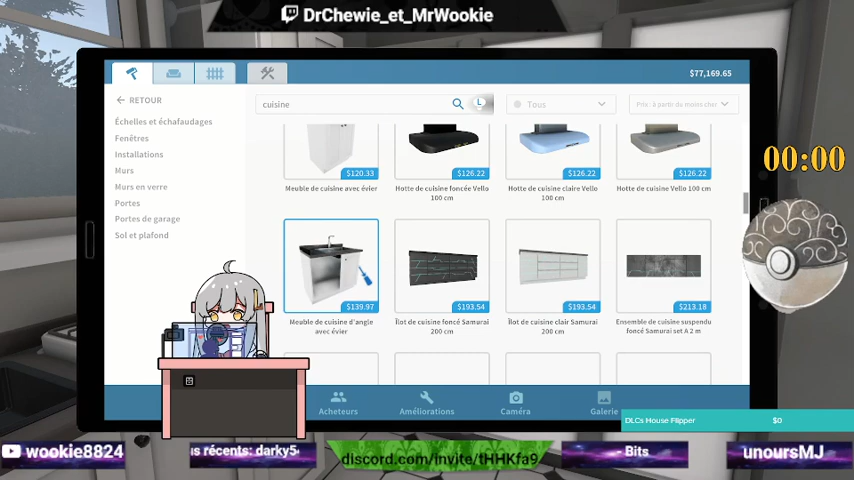 DrChewie_et_MrWookie
$77,169.65
RETOUR
cuisine
Tous
Prix : à partir du moins cher
Échelles et échafaudages
Fenêtres
Installations
Murs
Murs en verre
Portes
Portes de garage
Sol et plafond
$120.33
$126.22
$126.22
$126.22
Meuble de cuisine avec évier
Hotte de cuisine foncée Vello 100 cm
Hotte de cuisine claire Vello 100 cm
Hotte de cuisine Vello 100 cm
00:00
$139.97
$193.54
$193.54
$213.18
Meuble de cuisine d'angle avec évier
Îlot de cuisine foncé Samurai 200 cm
Îlot de cuisine clair Samurai 200 cm
Ensemble de cuisine suspendu foncé Samurai set A 2 m
Acheteurs
Améliorations
Caméra
Galerie
DLCs House Flipper
$0
wookie8824
us récents: darky5
discord.com/invite/tHHKfa9
- Bits
unoursMJ